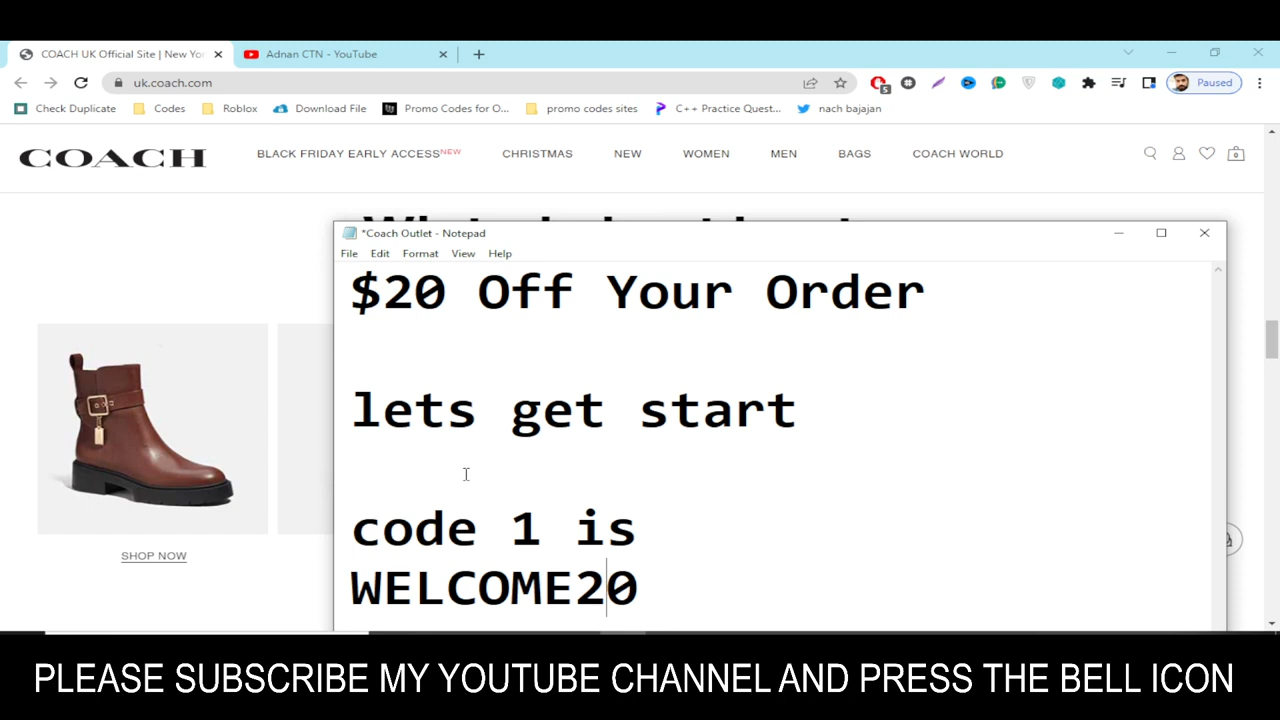 COACH UK Official Site | New Yo
Adnan CTN - YouTube
uk.coach.com
Paused
Check Duplicate
Codes
Roblox
Download File
Promo Codes for O...
promo codes sites
C++ Practice Quest...
nach bajajan
COACH
BLACK FRIDAY EARLY ACCESS NEW
CHRISTMAS
NEW
WOMEN
MEN
BAGS
COACH WORLD
0
*Coach Outlet - Notepad
File Edit Format View Help
$20 Off Your Order
lets get start
code 1 is
WELCOME20
SHOP NOW
PLEASE SUBSCRIBE MY YOUTUBE CHANNEL AND PRESS THE BELL ICON